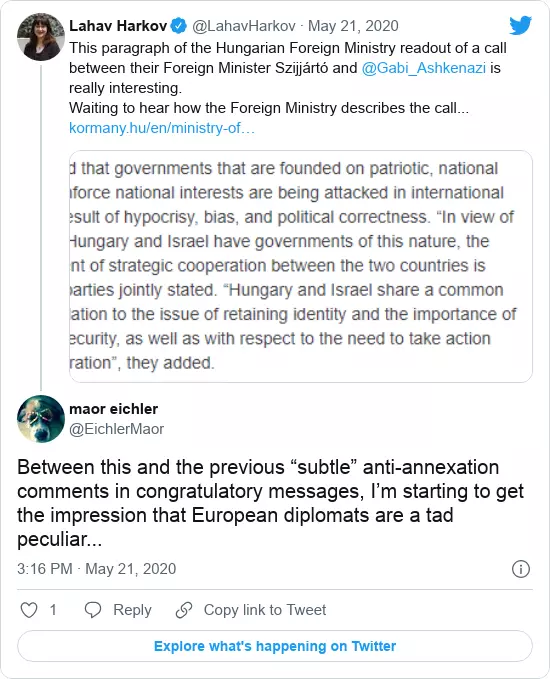 Lahav Harkov @LahavHarkov · May 21, 2020
This paragraph of the Hungarian Foreign Ministry readout of a call
between their Foreign Minister Szijjártó and @Gabi_Ashkenazi is
really interesting.
Waiting to hear how the Foreign Ministry describes the call...
kormany.hu/en/ministry-of…
d that governments that are founded on patriotic, national
nforce national interests are being attacked in international
esult of hypocrisy, bias, and political correctness. “In view of
Hungary and Israel have governments of this nature, the
nt of strategic cooperation between the two countries is
parties jointly stated. “Hungary and Israel share a common
lation to the issue of retaining identity and the importance of
ecurity, as well as with respect to the need to take action
ration”, they added.
maor eichler
@EichlerMaor
Between this and the previous “subtle” anti-annexation
comments in congratulatory messages, I’m starting to get
the impression that European diplomats are a tad
peculiar...
3:16 PM · May 21, 2020
1 Reply Copy link to Tweet
Explore what's happening on Twitter